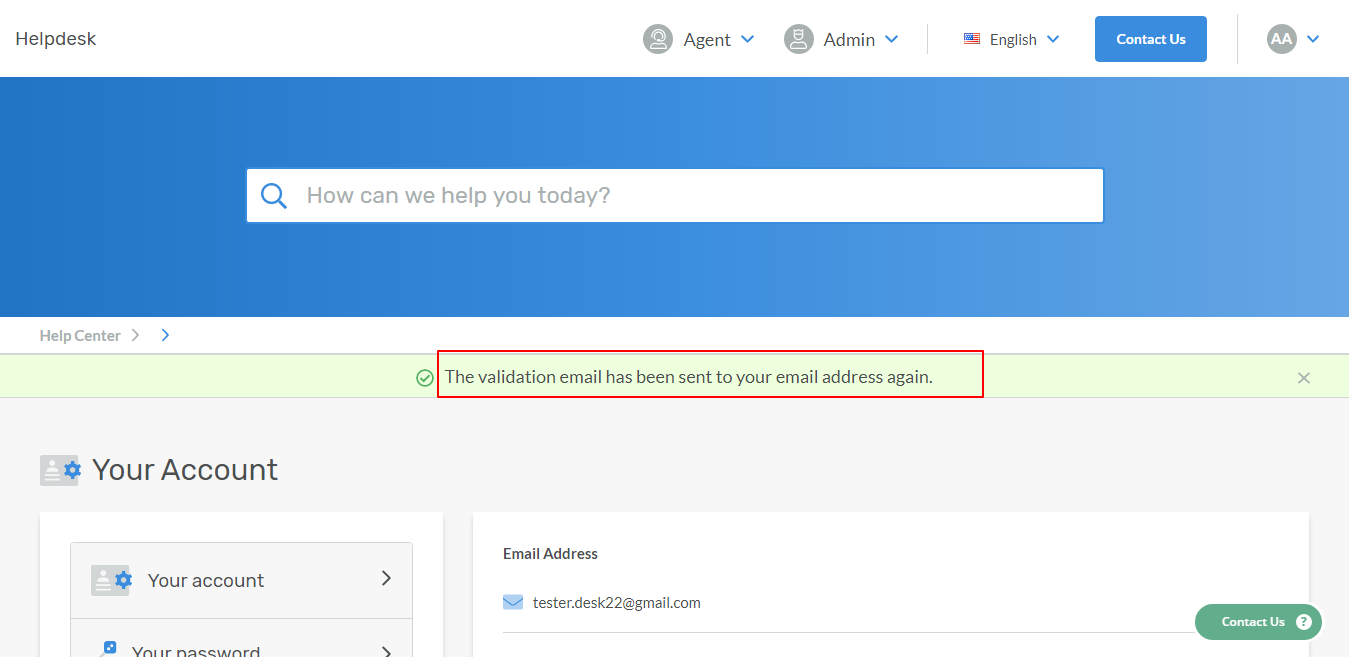 Helpdesk
Agent
Admin
English
Contact Us
AA
How can we help you today?
Help Center
The validation email has been sent to your email address again.
Your Account
Your account
Your password
Email Address
tester.desk22@gmail.com
Contact Us ?